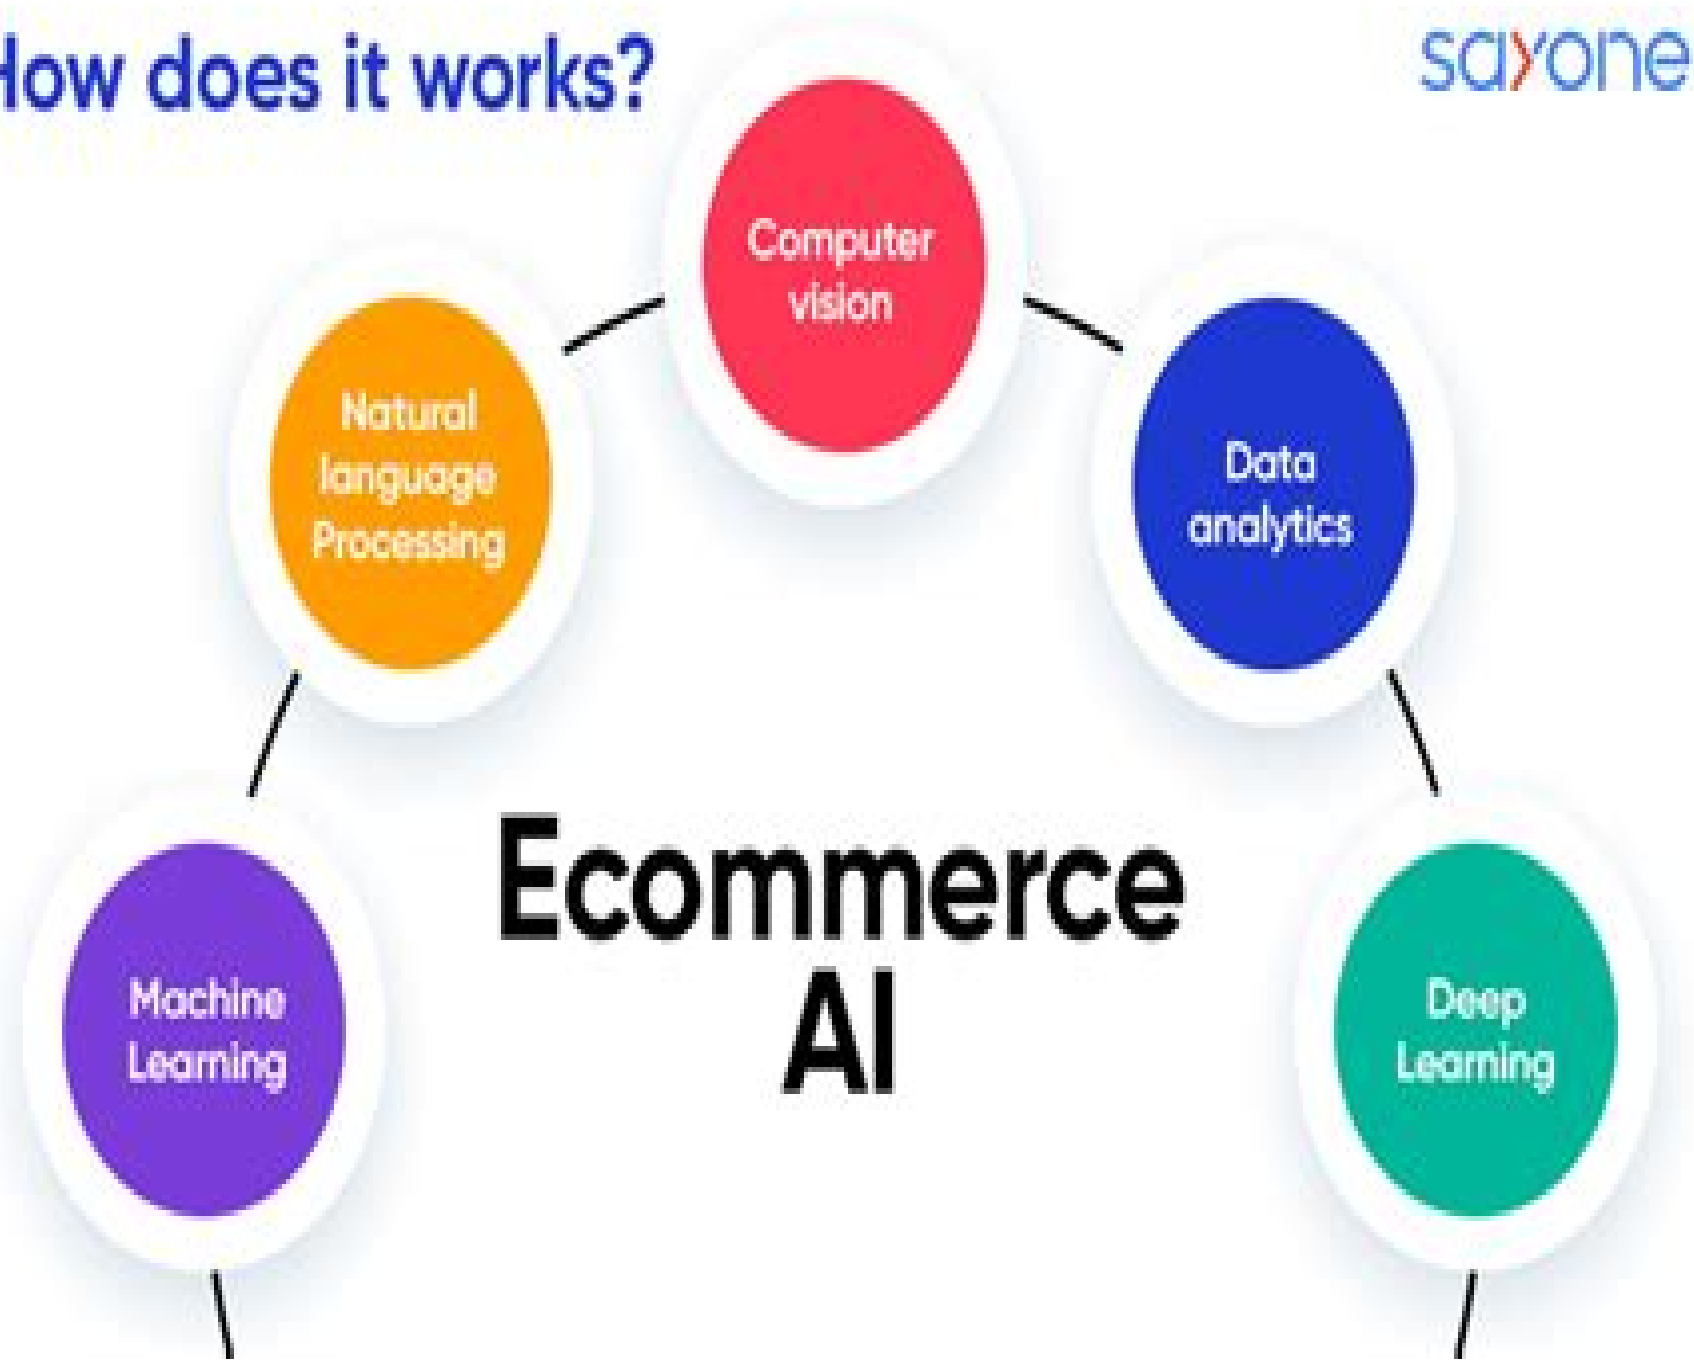 How does it works?
sayone
Computer
vision
Natural
language
Processing
Data
analytics
Ecommerce
AI
Machine
Learning
Deep
Learning